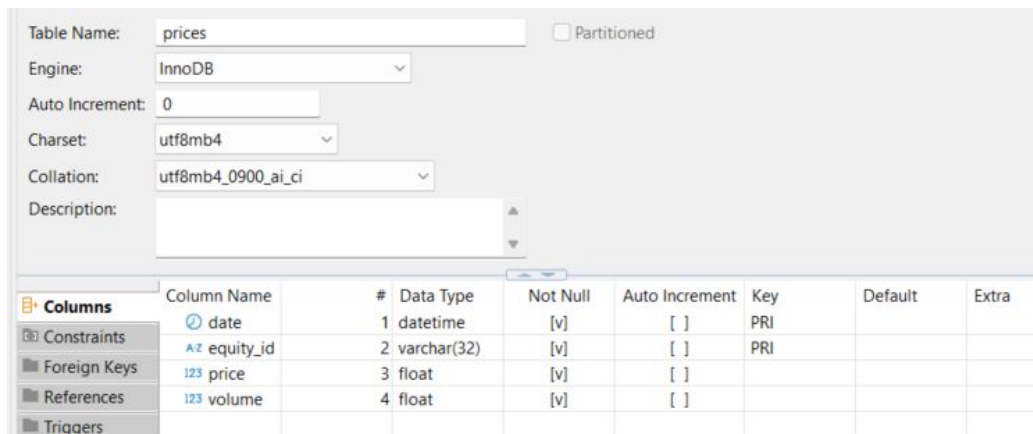 Table Name: prices Partitioned
Engine: InnoDB
Auto Increment: 0
Charset: utf8mb4
Collation: utf8mb4_0900_ai_ci
Description:
Columns
Constraints
Foreign Keys
References
Triggers
Column Name # Data Type Not Null Auto Increment Key Default Extra
date 1 datetime [v] [ ] PRI
A-Z equity_id 2 varchar(32) [v] [ ] PRI
123 price 3 float [v] [ ]
123 volume 4 float [v] [ ]